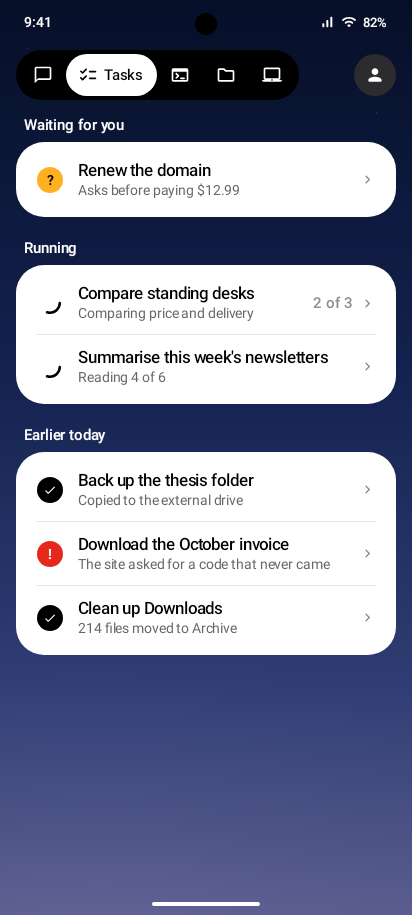 9:41
82%
Tasks
Waiting for you
?
Renew the domain
Asks before paying $12.99
Running
Compare standing desks
Comparing price and delivery
2 of 3
Summarise this week's newsletters
Reading 4 of 6
Earlier today
Back up the thesis folder
Copied to the external drive
!
Download the October invoice
The site asked for a code that never came
Clean up Downloads
214 files moved to Archive